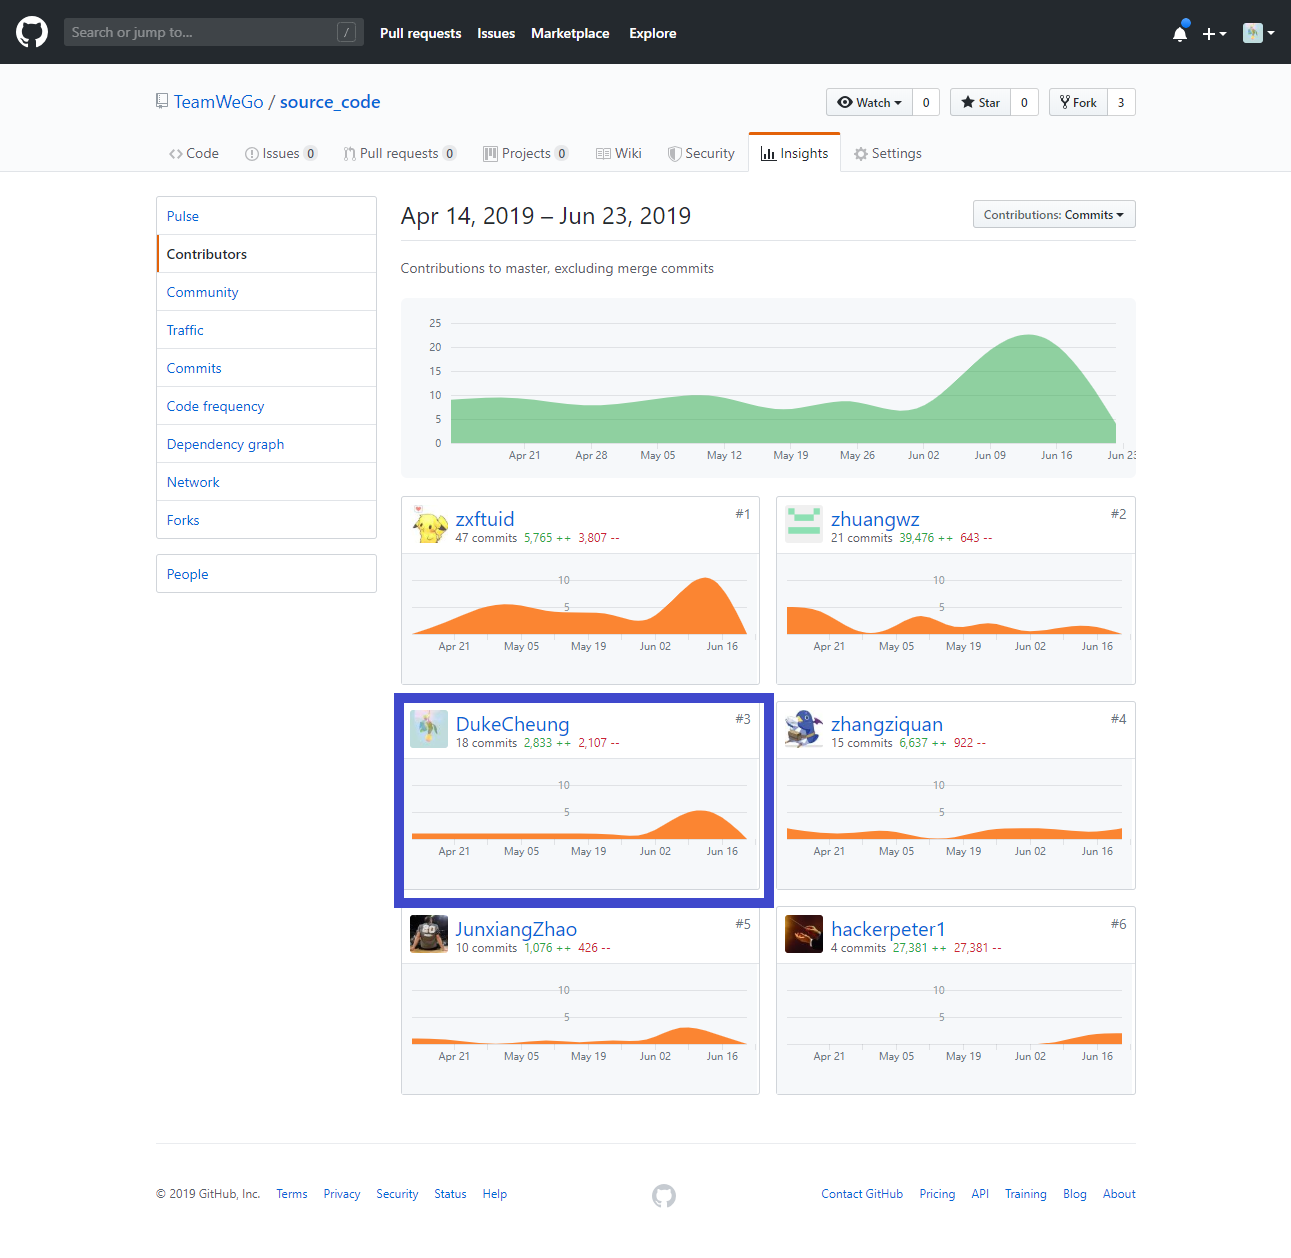 Search or jump to... /
Pull requests Issues Marketplace Explore
TeamWeGo / source_code
Watch 0 Star 0 Fork 3
Code Issues 0 Pull requests 0 Projects 0 Wiki Security Insights Settings
Pulse
Contributors
Community
Traffic
Commits
Code frequency
Dependency graph
Network
Forks
People
Apr 14, 2019 – Jun 23, 2019
Contributions: Commits
Contributions to master, excluding merge commits
25
20
15
10
5
0
Apr 21 Apr 28 May 05 May 12 May 19 May 26 Jun 02 Jun 09 Jun 16 Jun 23
zxftuid #1
47 commits 5,765 ++ 3,807 --
10
5
Apr 21 May 05 May 19 Jun 02 Jun 16
zhuangwz #2
21 commits 39,476 ++ 643 --
10
5
Apr 21 May 05 May 19 Jun 02 Jun 16
DukeCheung #3
18 commits 2,833 ++ 2,107 --
10
5
Apr 21 May 05 May 19 Jun 02 Jun 16
zhangziquan #4
15 commits 6,637 ++ 922 --
10
5
Apr 21 May 05 May 19 Jun 02 Jun 16
JunxiangZhao #5
10 commits 1,076 ++ 426 --
10
5
Apr 21 May 05 May 19 Jun 02 Jun 16
hackerpeter1 #6
4 commits 27,381 ++ 27,381 --
10
5
Apr 21 May 05 May 19 Jun 02 Jun 16
© 2019 GitHub, Inc. Terms Privacy Security Status Help
Contact GitHub Pricing API Training Blog About